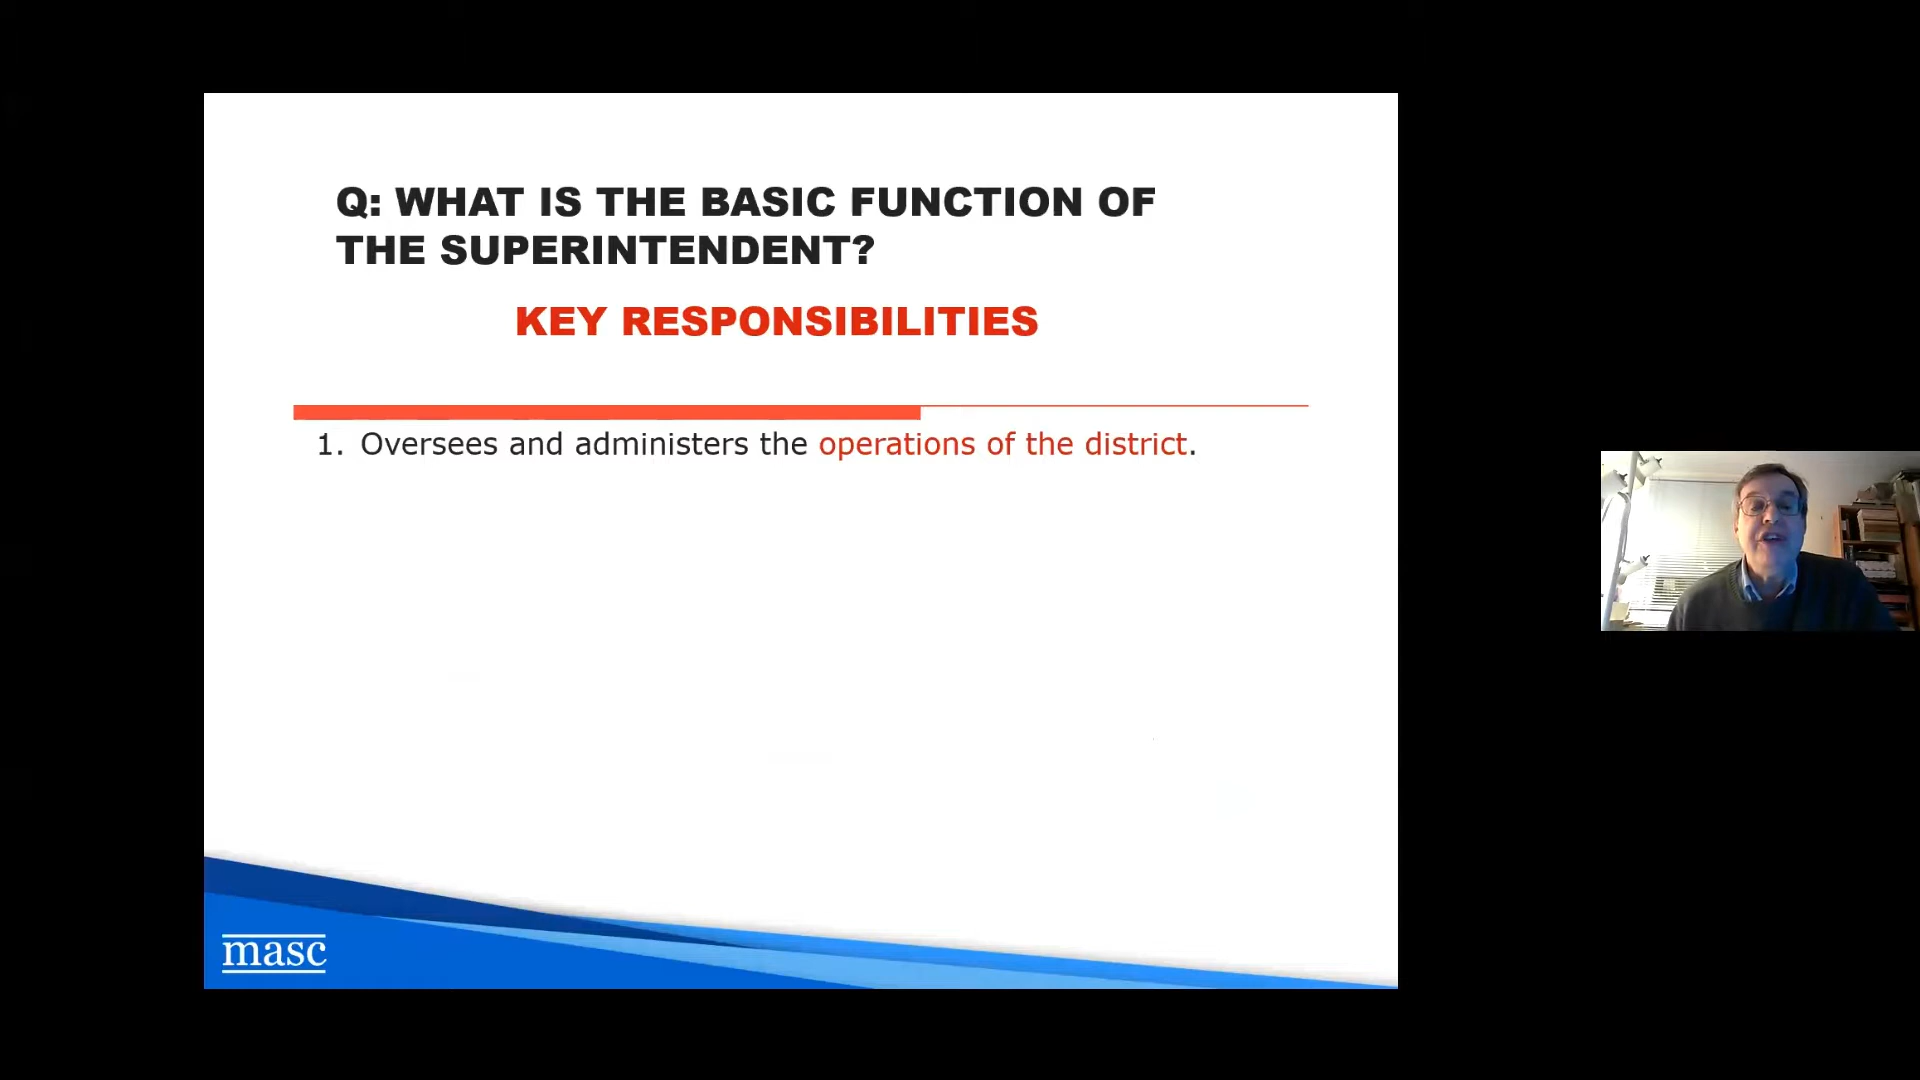 Q: WHAT IS THE BASIC FUNCTION OF
THE SUPERINTENDENT?
KEY RESPONSIBILITIES
1. Oversees and administers the operations of the district.
masc